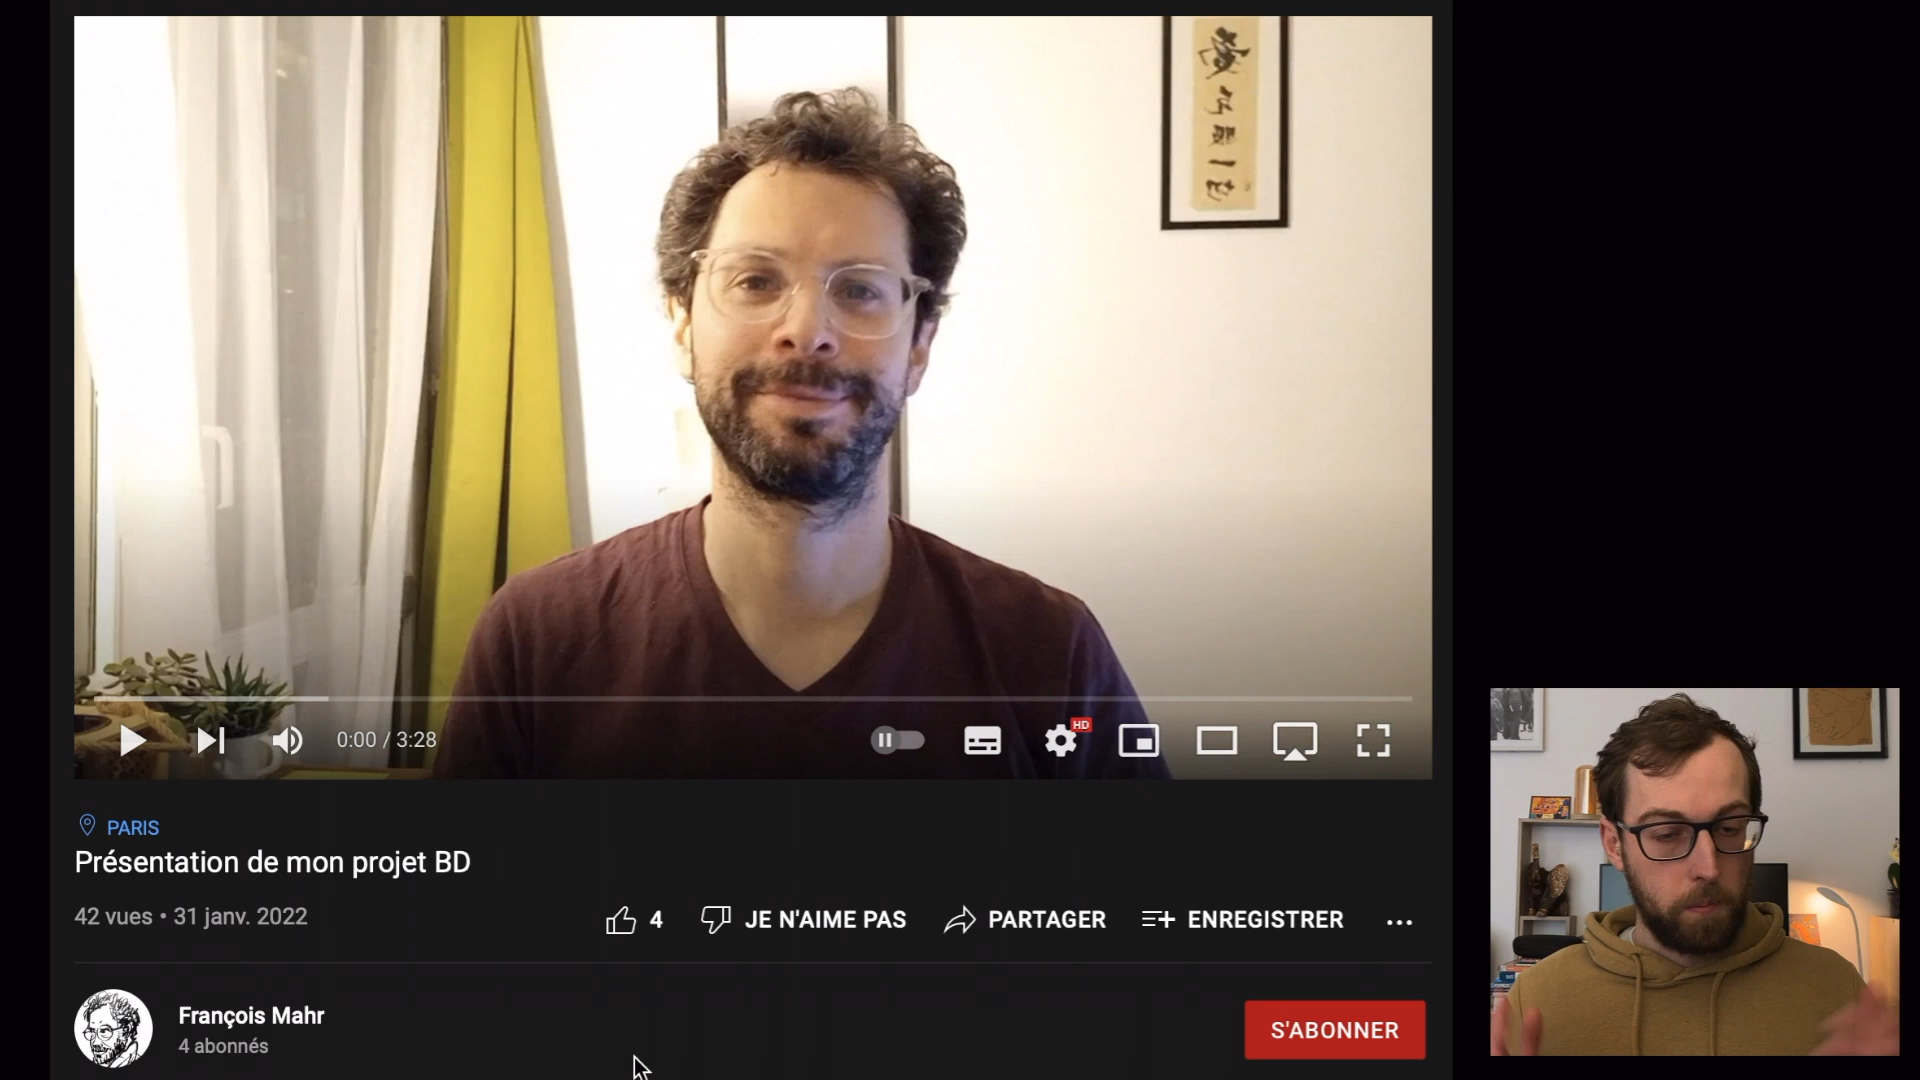 0:00 / 3:28
HD
PARIS
Présentation de mon projet BD
42 vues • 31 janv. 2022
4
JE N'AIME PAS
PARTAGER
ENREGISTRER
François Mahr
4 abonnés
S'ABONNER